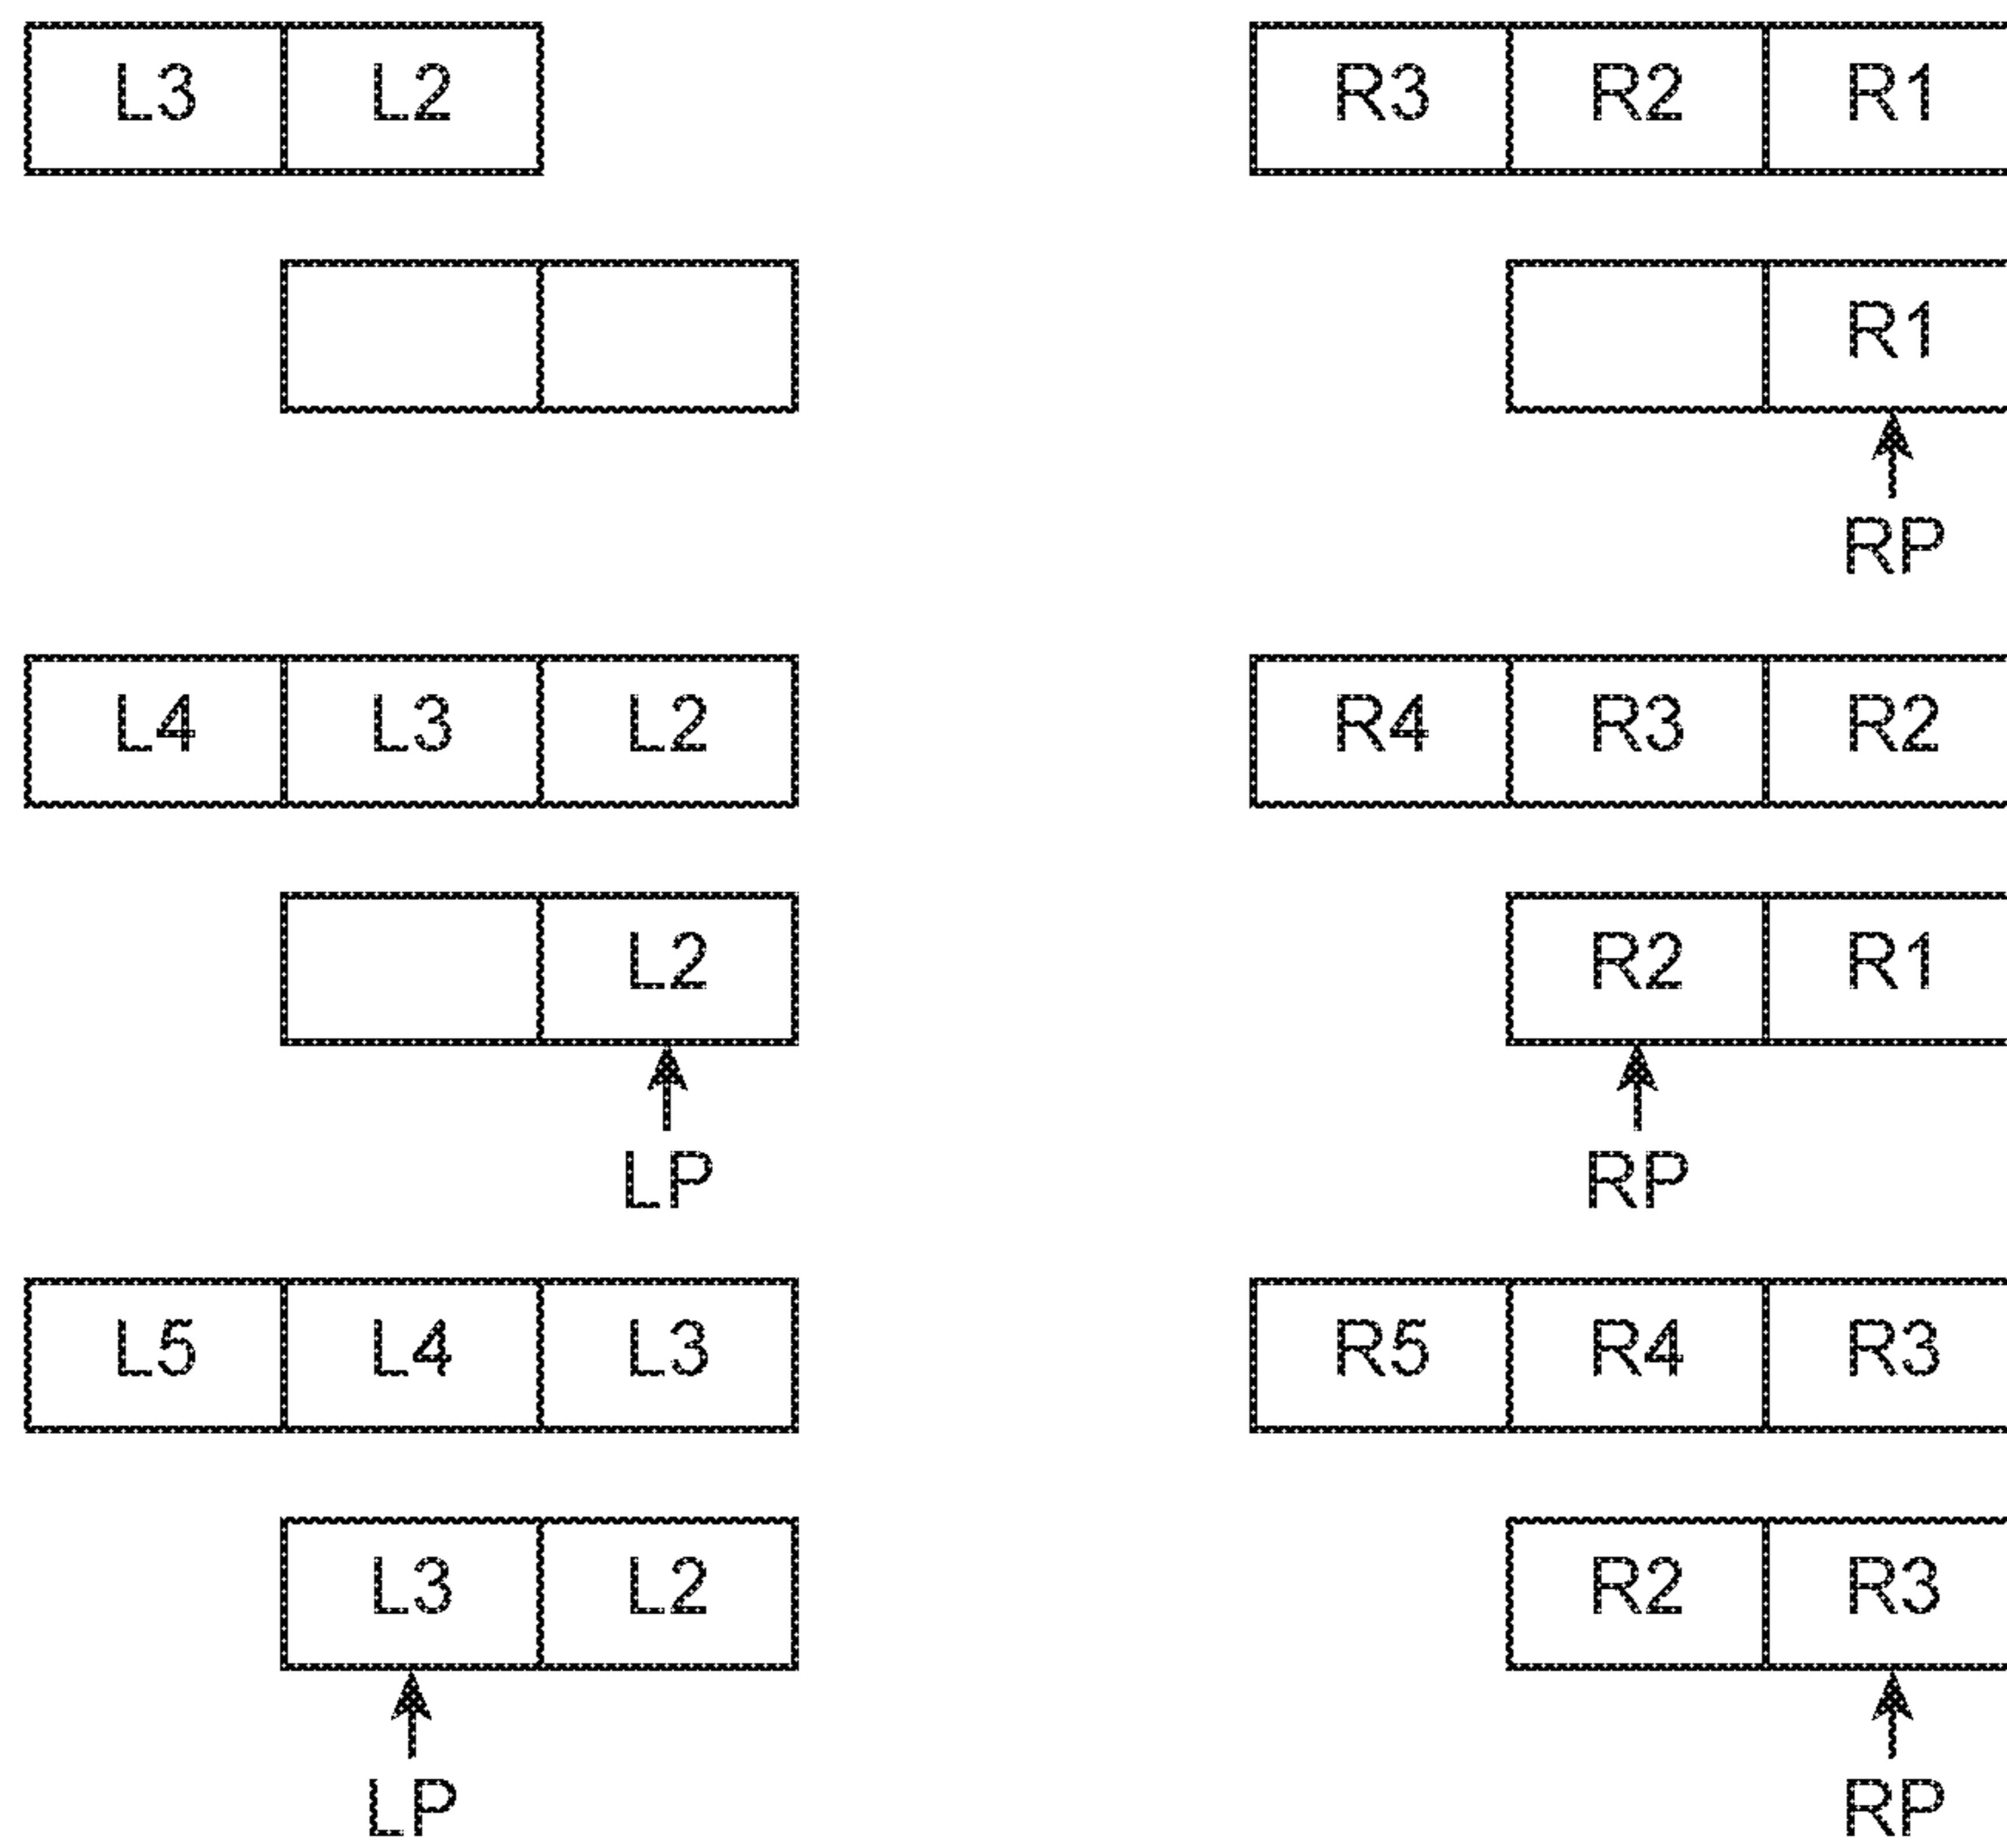 L3 L2 R3 R2 R1
R1
RP
L4 L3 L2 R4 R3 R2
L2 R2 R1
LP RP
L5 L4 L3 R5 R4 R3
L3 L2 R2 R3
LP RP